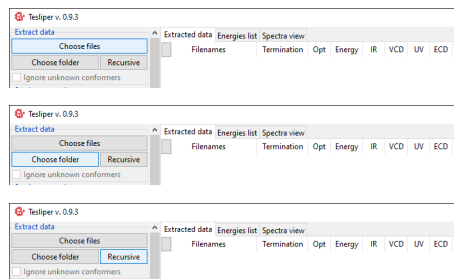 Tesliper v. 0.9.3
Extract data
Choose files
Choose folder Recursive
Ignore unknown conformers
Extracted data Energies list Spectra view
Filenames Termination Opt Energy IR VCD UV ECD
Tesliper v. 0.9.3
Extract data
Choose files
Choose folder Recursive
Ignore unknown conformers
Extracted data Energies list Spectra view
Filenames Termination Opt Energy IR VCD UV ECD
Tesliper v. 0.9.3
Extract data
Choose files
Choose folder Recursive
Ignore unknown conformers
Extracted data Energies list Spectra view
Filenames Termination Opt Energy IR VCD UV ECD